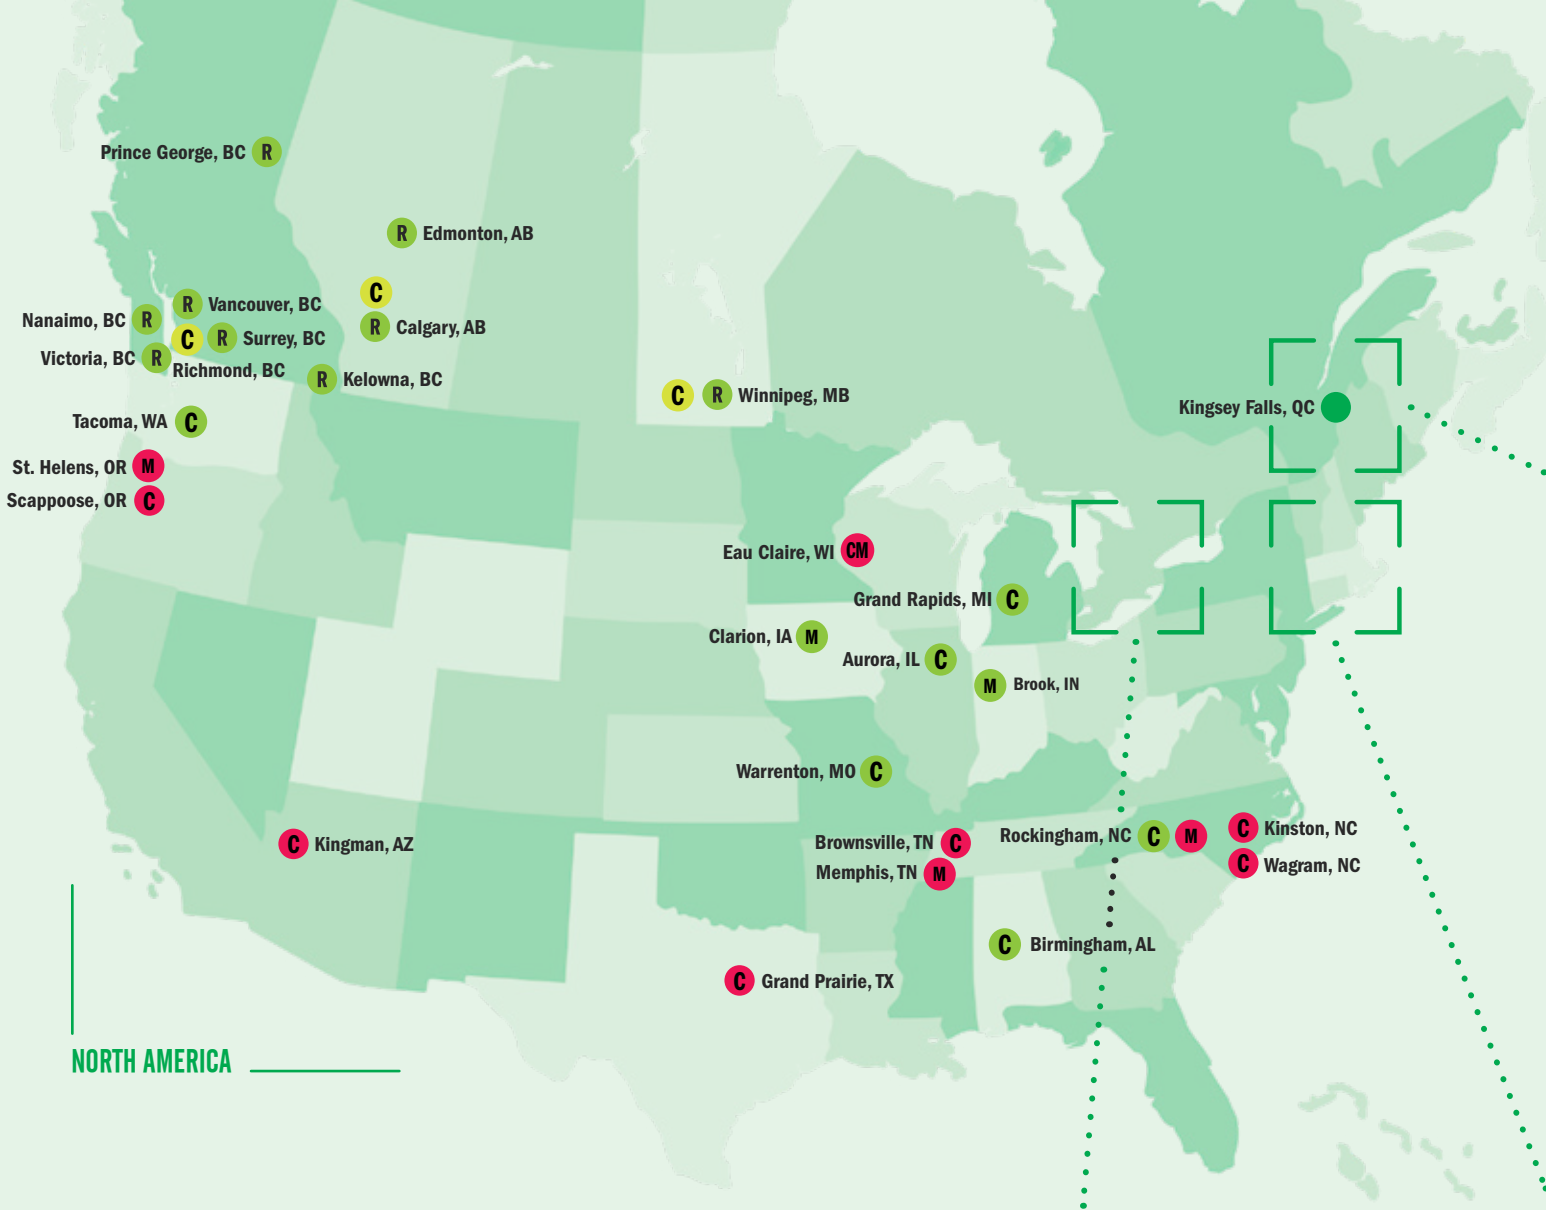 Prince George, BC R
R Edmonton, AB
C
R Calgary, AB
R Vancouver, BC
Nanaimo, BC R
C R Surrey, BC
Victoria, BC R
Richmond, BC
R Kelowna, BC
C R Winnipeg, MB
Kingsey Falls, QC
Tacoma, WA C
St. Helens, OR M
Scappoose, OR C
Eau Claire, WI CM
Grand Rapids, MI C
Clarion, IA M
Aurora, IL C
M Brook, IN
Warrenton, MO C
C Kingman, AZ
Brownsville, TN C
Memphis, TN M
Rockingham, NC C M
C Kinston, NC
C Wagram, NC
C Birmingham, AL
C Grand Prairie, TX
NORTH AMERICA